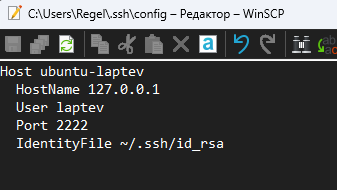 C:\Users\Regel\.ssh\config – Редактор – WinSCP
Host ubuntu-laptev
  HostName 127.0.0.1
  User laptev
  Port 2222
  IdentityFile ~/.ssh/id_rsa